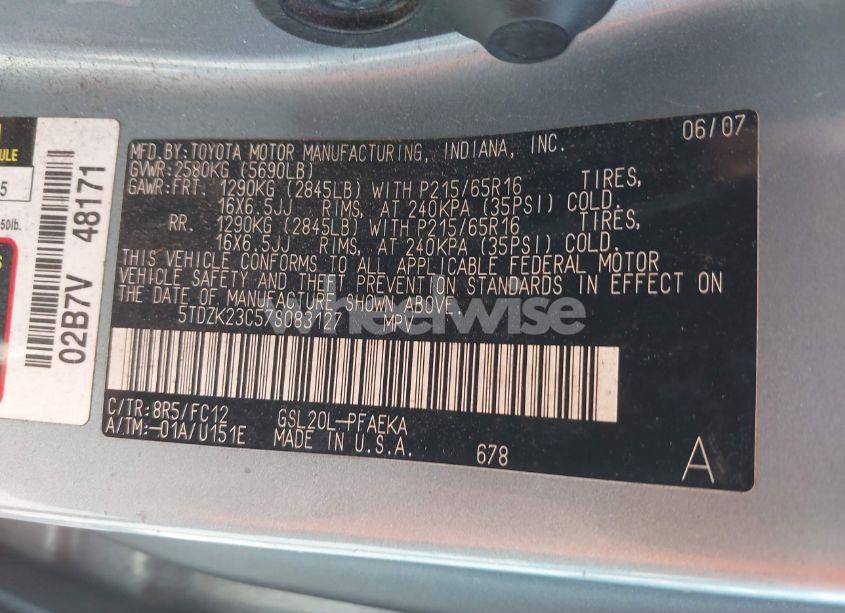 ULE
5
50lb.
S
02B7V 48171
06/07
MFD.BY:TOYOTA MOTOR MANUFACTURING, INDIANA, INC.
GVWR:2580KG (5690LB)
GAWR:FRT. 1290KG (2845LB) WITH P215/65R16 TIRES,
16X6.5JJ RIMS, AT 240KPA (35PSI) COLD.
RR. 1290KG (2845LB) WITH P215/65R16 TIRES,
16X6.5JJ RIMS, AT 240KPA (35PSI) COLD.
THIS VEHICLE CONFORMS TO ALL APPLICABLE FEDERAL MOTOR
VEHICLE SAFETY AND THEFT PREVENTION STANDARDS IN EFFECT ON
THE DATE OF MANUFACTURE SHOWN ABOVE.
5TDZK23C57S083127 MPV
wheelwise
C/TR:8R5/FC12 GSL20L-PFAEKA
A/TM:-01A/U151E MADE IN U.S.A.
678
A